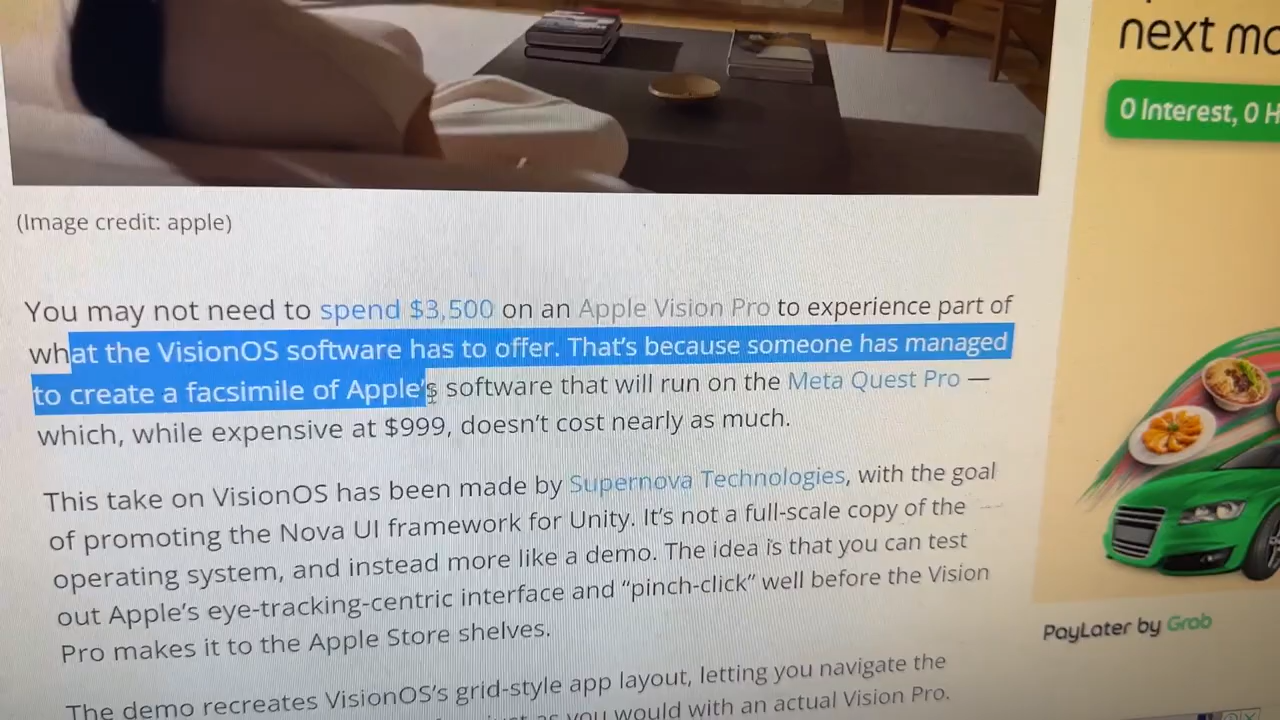 next mo
0 Interest, 0 H
(Image credit: apple)
You may not need to spend $3,500 on an Apple Vision Pro to experience part of
what the VisionOS software has to offer. That's because someone has managed
to create a facsimile of Apple's software that will run on the Meta Quest Pro —
which, while expensive at $999, doesn't cost nearly as much.
This take on VisionOS has been made by Supernova Technologies, with the goal
of promoting the Nova UI framework for Unity. It's not a full-scale copy of the
operating system, and instead more like a demo. The idea is that you can test
out Apple's eye-tracking-centric interface and “pinch-click” well before the Vision
Pro makes it to the Apple Store shelves.
PayLater by Grab
The demo recreates VisionOS's grid-style app layout, letting you navigate the
just as you would with an actual Vision Pro.